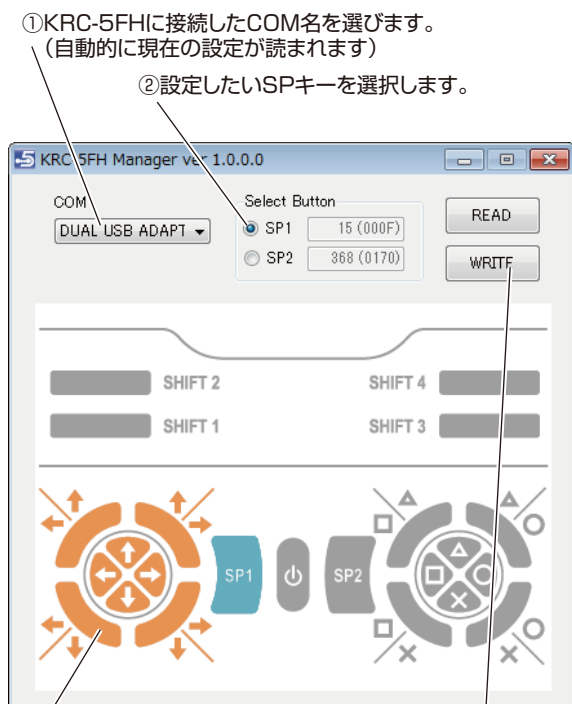 ①KRC-5FHに接続したCOM名を選びます。
（自動的に現在の設定が読まれます）
②設定したいSPキーを選択します。
KRC-5FH Manager ver 1.0.0.0
COM
DUAL USB ADAPT
Select Button
SP1 15 (000F)
SP2 368 (0170)
READ
WRITE
SHIFT 2
SHIFT 4
SHIFT 1
SHIFT 3
SP1
SP2